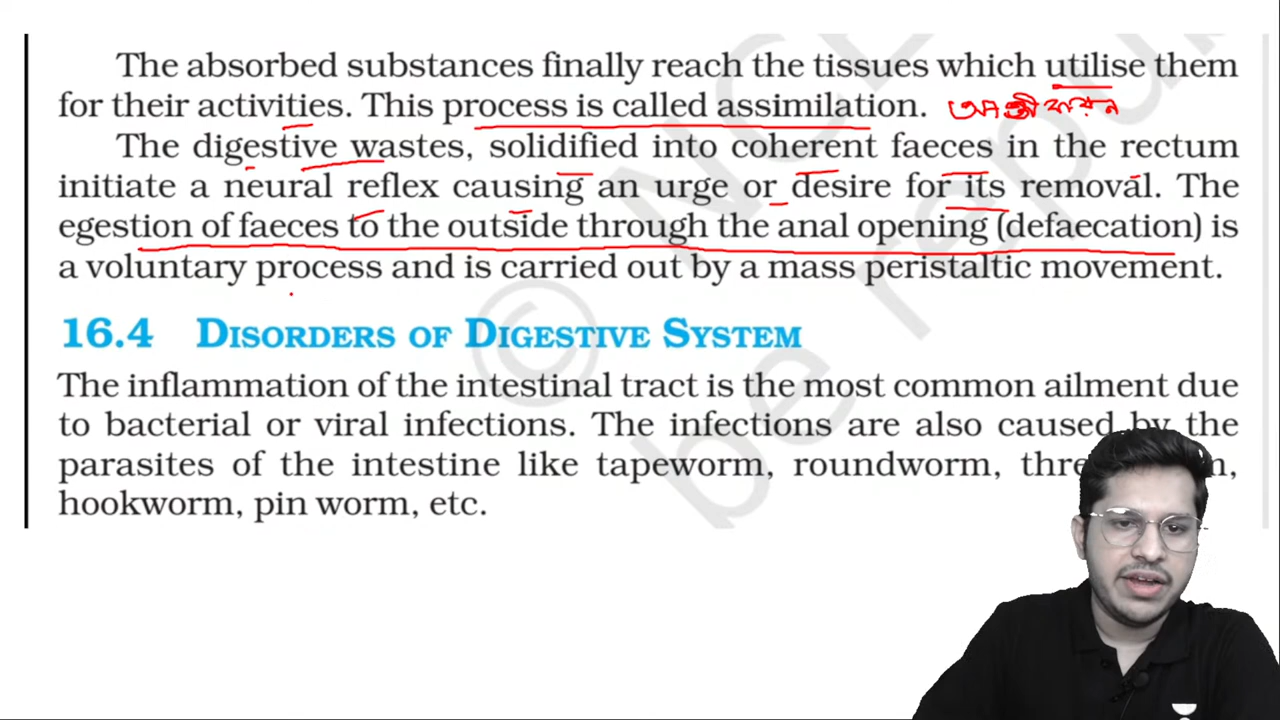 The absorbed substances finally reach the tissues which utilise them
for their activities. This process is called assimilation.
The digestive wastes, solidified into coherent faeces in the rectum
initiate a neural reflex causing an urge or desire for its removal. The
egestion of faeces to the outside through the anal opening (defaecation) is
a voluntary process and is carried out by a mass peristaltic movement.
16.4 DISORDERS OF DIGESTIVE SYSTEM
The inflammation of the intestinal tract is the most common ailment due
to bacterial or viral infections. The infections are also caused by the
parasites of the intestine like tapeworm, roundworm,
hookworm, pin worm, etc.